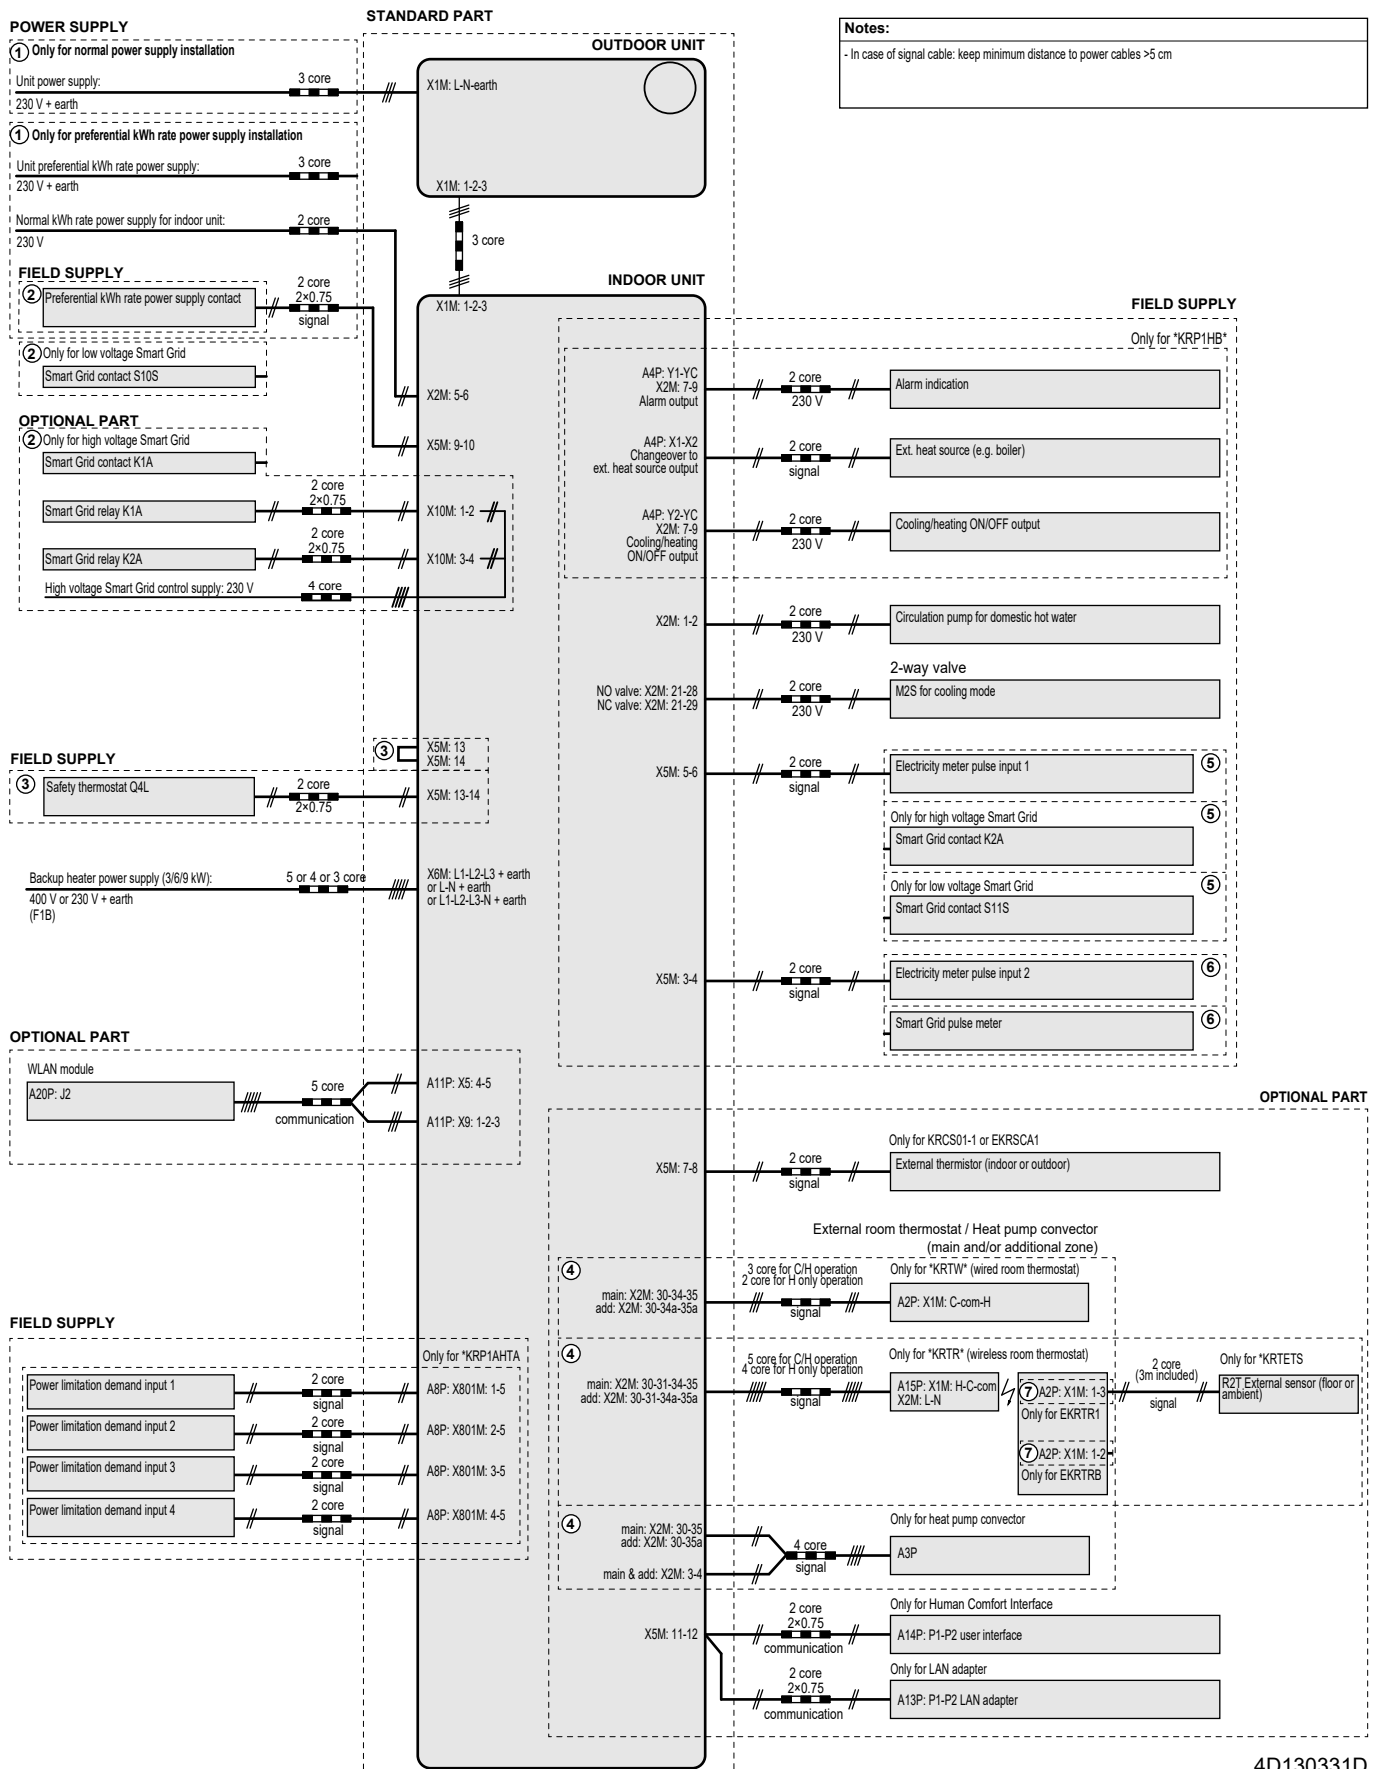 POWER SUPPLY
① Only for normal power supply installation
Unit power supply:
230 V + earth
3 core
① Only for preferential kWh rate power supply installation
Unit preferential kWh rate power supply:
230 V + earth
3 core
Normal kWh rate power supply for indoor unit:
230 V
2 core
FIELD SUPPLY
② Preferential kWh rate power supply contact
2 core
2×0.75
signal
② Only for low voltage Smart Grid
Smart Grid contact S10S
OPTIONAL PART
② Only for high voltage Smart Grid
Smart Grid contact K1A
Smart Grid relay K1A
2 core
2×0.75
Smart Grid relay K2A
2 core
2×0.75
High voltage Smart Grid control supply: 230 V
4 core
FIELD SUPPLY
③ Safety thermostat Q4L
2 core
2×0.75
Backup heater power supply (3/6/9 kW):
400 V or 230 V + earth
(F1B)
5 or 4 or 3 core
OPTIONAL PART
WLAN module
A20P: J2
5 core
communication
FIELD SUPPLY
Only for *KRP1AHTA
Power limitation demand input 1
2 core
signal
A8P: X801M: 1-5
Power limitation demand input 2
2 core
signal
A8P: X801M: 2-5
Power limitation demand input 3
2 core
signal
A8P: X801M: 3-5
Power limitation demand input 4
2 core
signal
A8P: X801M: 4-5
STANDARD PART
OUTDOOR UNIT
X1M: L-N-earth
X1M: 1-2-3
3 core
INDOOR UNIT
X1M: 1-2-3
X2M: 5-6
X5M: 9-10
X10M: 1-2
X10M: 3-4
③
X5M: 13
X5M: 14
X5M: 13-14
X6M: L1-L2-L3 + earth
or L-N + earth
or L1-L2-L3-N + earth
A11P: X5: 4-5
A11P: X9: 1-2-3
Notes:
- In case of signal cable: keep minimum distance to power cables >5 cm
FIELD SUPPLY
Only for *KRP1HB*
A4P: Y1-YC
X2M: 7-9
Alarm output
2 core
230 V
Alarm indication
A4P: X1-X2
Changeover to
ext. heat source output
2 core
signal
Ext. heat source (e.g. boiler)
A4P: Y2-YC
X2M: 7-9
Cooling/heating
ON/OFF output
2 core
230 V
Cooling/heating ON/OFF output
X2M: 1-2
2 core
230 V
Circulation pump for domestic hot water
2-way valve
NO valve: X2M: 21-28
NC valve: X2M: 21-29
2 core
230 V
M2S for cooling mode
X5M: 5-6
2 core
signal
Electricity meter pulse input 1
⑤
Only for high voltage Smart Grid
⑤
Smart Grid contact K2A
Only for low voltage Smart Grid
⑤
Smart Grid contact S11S
X5M: 3-4
2 core
signal
Electricity meter pulse input 2
⑥
Smart Grid pulse meter
⑥
OPTIONAL PART
Only for KRCS01-1 or EKRSCA1
X5M: 7-8
2 core
signal
External thermistor (indoor or outdoor)
External room thermostat / Heat pump convector
(main and/or additional zone)
④
main: X2M: 30-34-35
add: X2M: 30-34a-35a
3 core for C/H operation
2 core for H only operation
signal
Only for *KRTW* (wired room thermostat)
A2P: X1M: C-com-H
④
main: X2M: 30-31-34-35
add: X2M: 30-31-34a-35a
5 core for C/H operation
4 core for H only operation
signal
Only for *KRTR* (wireless room thermostat)
A15P: X1M: H-C-com
X2M: L-N
⑦ A2P: X1M: 1-3
Only for EKRTR1
⑦ A2P: X1M: 1-2
Only for EKRTRB
2 core
(3m included)
signal
Only for *KRTETS
R2T External sensor (floor or
ambient)
④
main: X2M: 30-35
add: X2M: 30-35a
main & add: X2M: 3-4
4 core
signal
Only for heat pump convector
A3P
X5M: 11-12
2 core
2×0.75
communication
Only for Human Comfort Interface
A14P: P1-P2 user interface
2 core
2×0.75
communication
Only for LAN adapter
A13P: P1-P2 LAN adapter
4D130331D